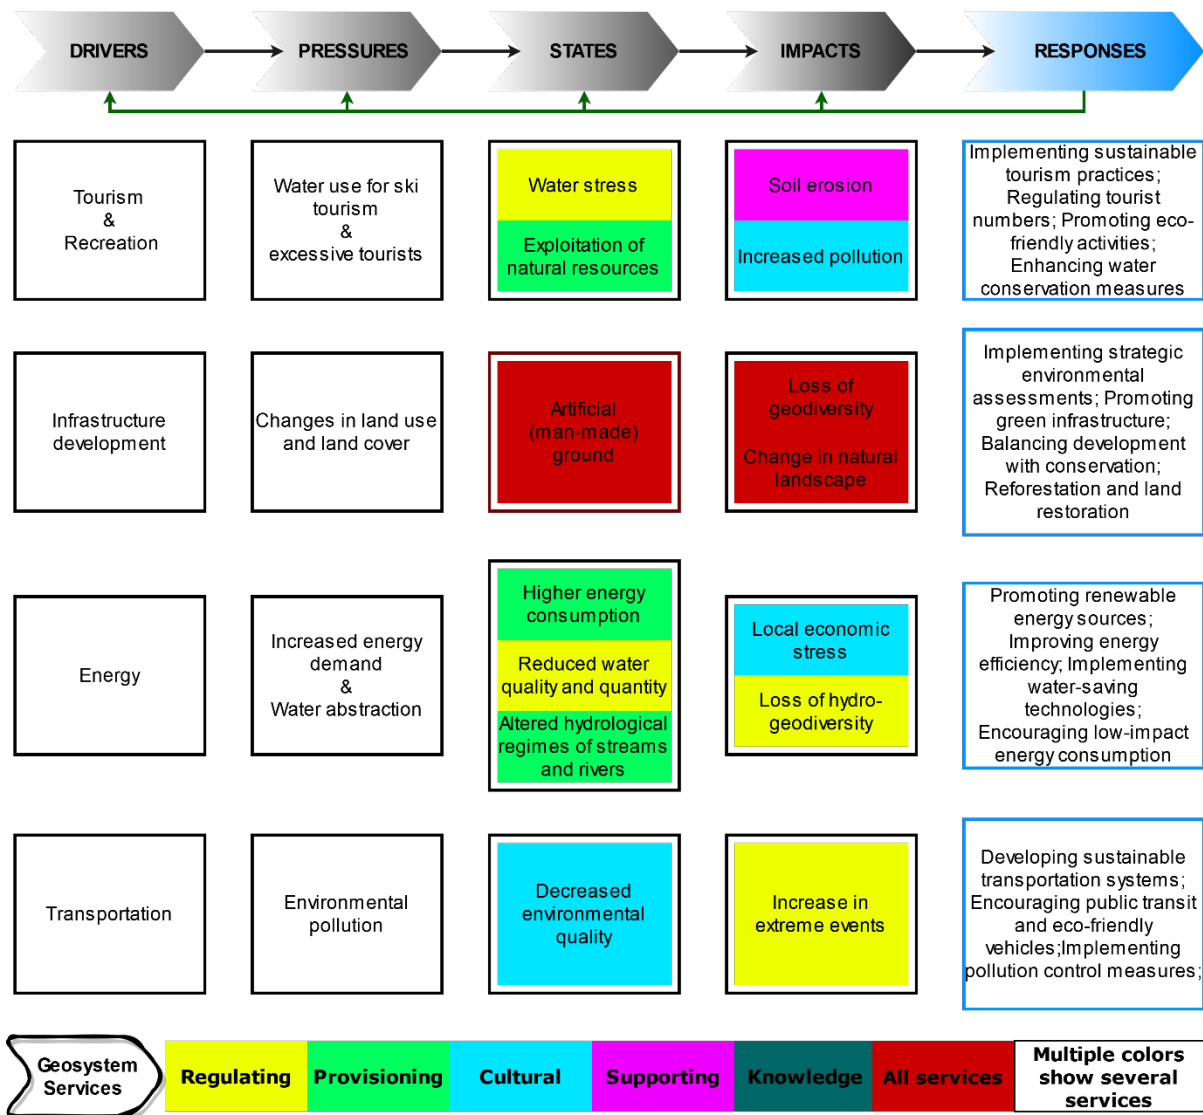 DRIVERS
PRESSURES
STATES
IMPACTS
RESPONSES
Tourism
&
Recreation
Water use for ski
tourism
&
excessive tourists
Water stress
Exploitation of
natural resources
Soil erosion
Increased pollution
Implementing sustainable
tourism practices;
Regulating tourist
numbers; Promoting eco-
friendly activities;
Enhancing water
conservation measures
Infrastructure
development
Changes in land use
and land cover
Artificial
(man-made)
ground
Loss of
geodiversity
Change in natural
landscape
Implementing strategic
environmental
assessments; Promoting
green infrastructure;
Balancing development
with conservation;
Reforestation and land
restoration
Energy
Increased energy
demand
&
Water abstraction
Higher energy
consumption
Reduced water
quality and quantity
Altered hydrological
regimes of streams
and rivers
Local economic
stress
Loss of hydro-
geodiversity
Promoting renewable
energy sources;
Improving energy
efficiency; Implementing
water-saving
technologies;
Encouraging low-impact
energy consumption
Transportation
Environmental
pollution
Decreased
environmental
quality
Increase in
extreme events
Developing sustainable
transportation systems;
Encouraging public transit
and eco-friendly
vehicles;Implementing
pollution control measures;
Geosystem
Services
Regulating
Provisioning
Cultural
Supporting
Knowledge
All services
Multiple colors
show several
services